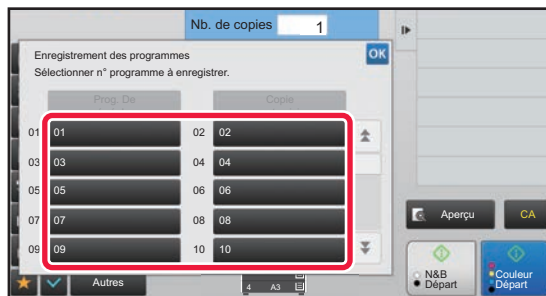 Nb. de copies 1
Enregistrement des programmes
OK
Sélectionner n° programme à enregistrer.
Prog. De Copie
01 01 02 02
03 03 04 04
05 05 06 06
07 07 08 08
09 09 10 10
Aperçu CA
Autres
4 A3
N&B Départ
Couleur Départ